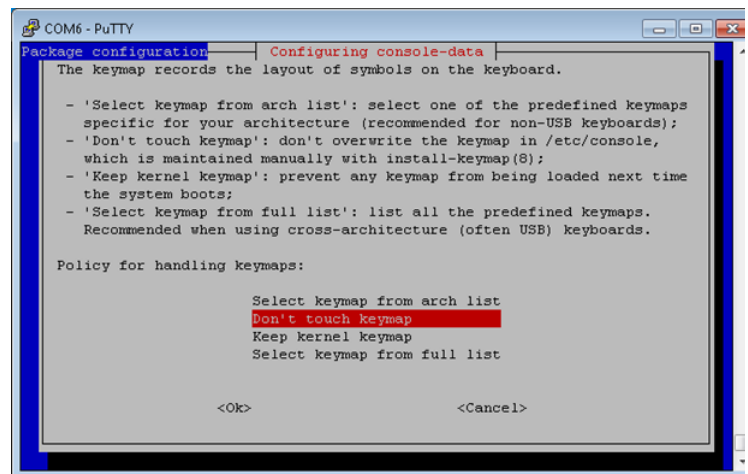 COM6 - PuTTY
Package configuration
Configuring console-data
The keymap records the layout of symbols on the keyboard.
- 'Select keymap from arch list': select one of the predefined keymaps
specific for your architecture (recommended for non-USB keyboards);
- 'Don't touch keymap': don't overwrite the keymap in /etc/console,
which is maintained manually with install-keymap(8);
- 'Keep kernel keymap': prevent any keymap from being loaded next time
the system boots;
- 'Select keymap from full list': list all the predefined keymaps.
Recommended when using cross-architecture (often USB) keyboards.
Policy for handling keymaps:
Select keymap from arch list
Don't touch keymap
Keep kernel keymap
Select keymap from full list
<Ok> <Cancel>